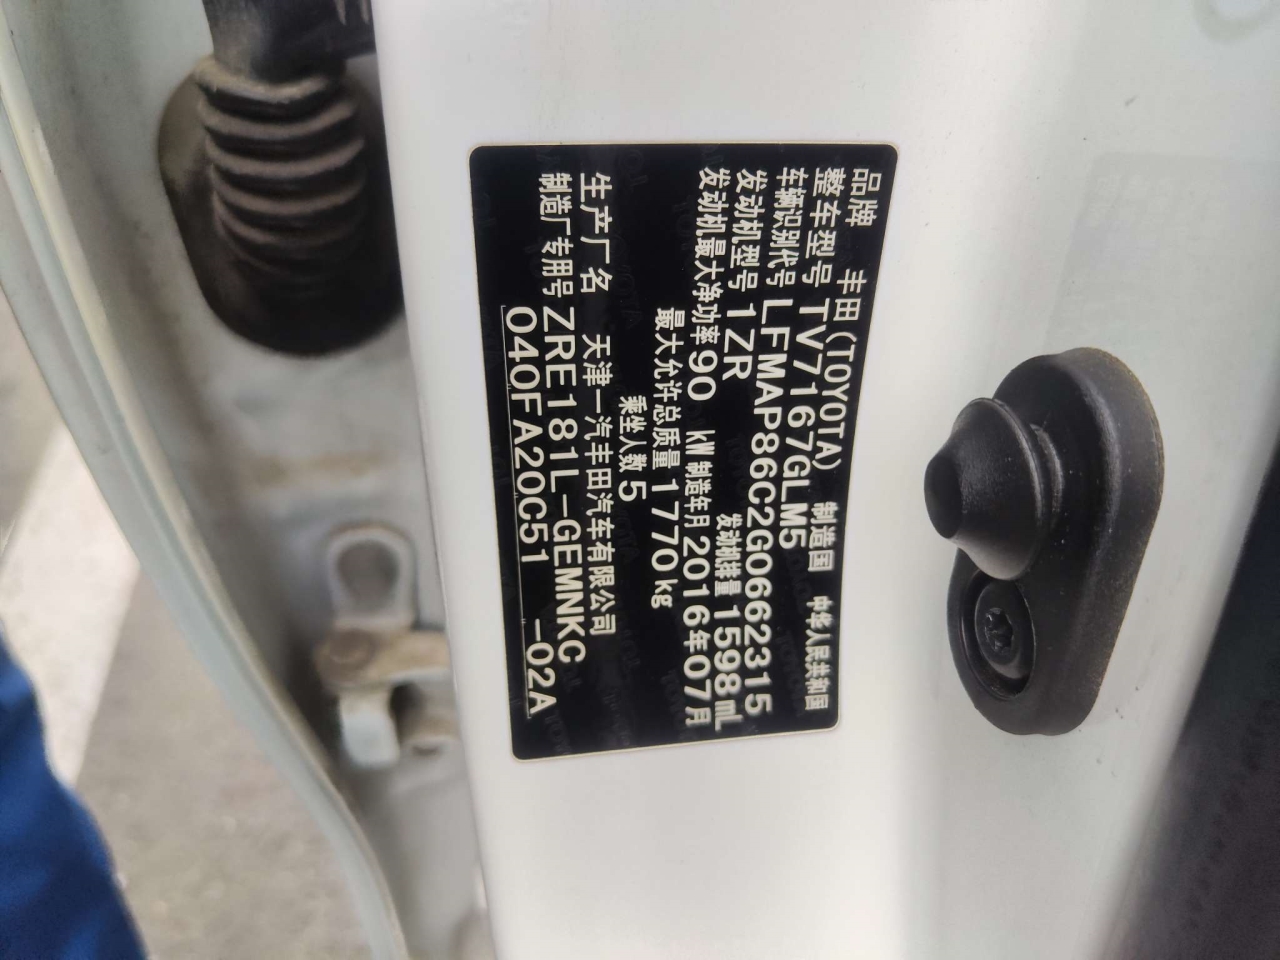 品牌 丰田(TOYOTA) 制造国 中华人民共和国
整车型号 TV7167GLM5
车辆识别代号 LFMAP86C2G0662315
发动机型号 1ZR 发动机排量 1598 mL
发动机最大净功率 90 kW 制造年月 2016年07月
最大允许总质量 1770 kg
乘坐人数 5
生产厂名 天津一汽丰田汽车有限公司
制造厂专用号 ZRE181L-GEMNKC
040FA20C51 -02A